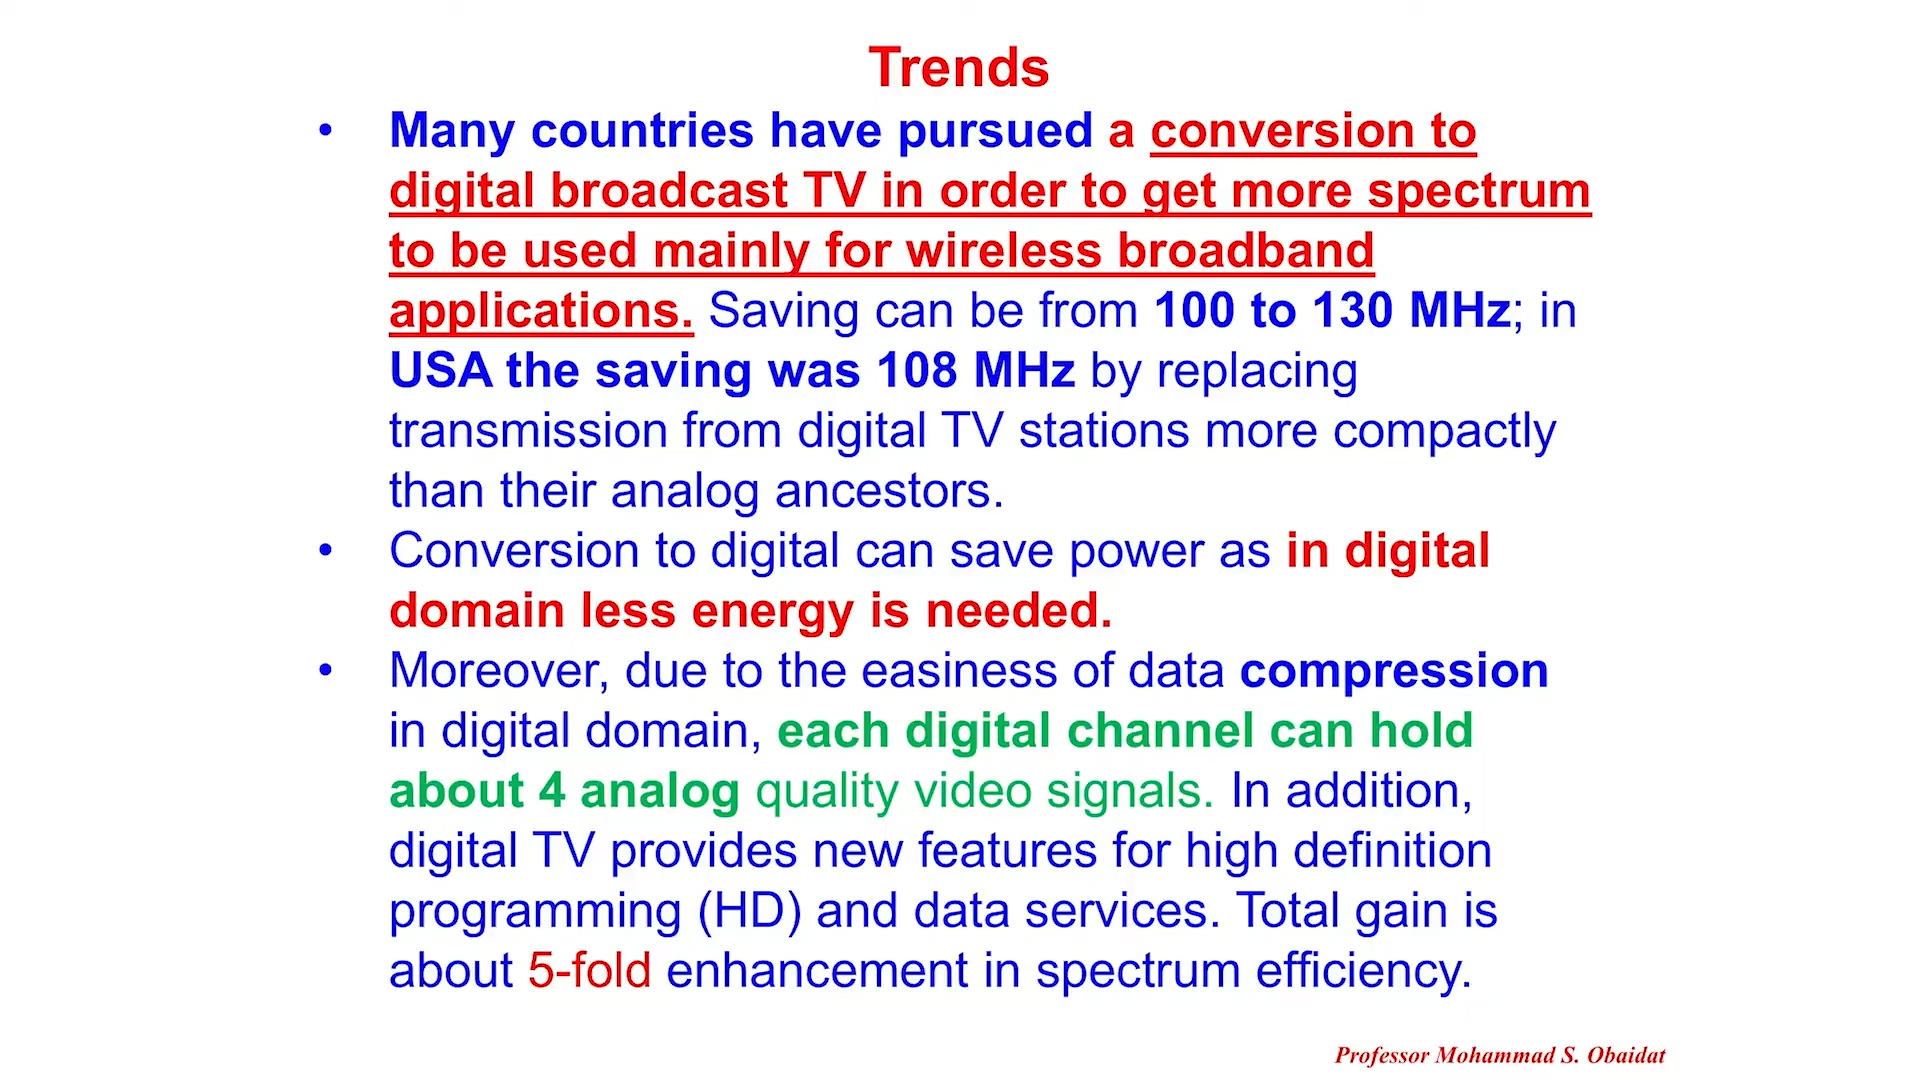 Trends
• Many countries have pursued a conversion to
digital broadcast TV in order to get more spectrum
to be used mainly for wireless broadband
applications. Saving can be from 100 to 130 MHz; in
USA the saving was 108 MHz by replacing
transmission from digital TV stations more compactly
than their analog ancestors.
• Conversion to digital can save power as in digital
domain less energy is needed.
• Moreover, due to the easiness of data compression
in digital domain, each digital channel can hold
about 4 analog quality video signals. In addition,
digital TV provides new features for high definition
programming (HD) and data services. Total gain is
about 5-fold enhancement in spectrum efficiency.
Professor Mohammad S. Obaidat